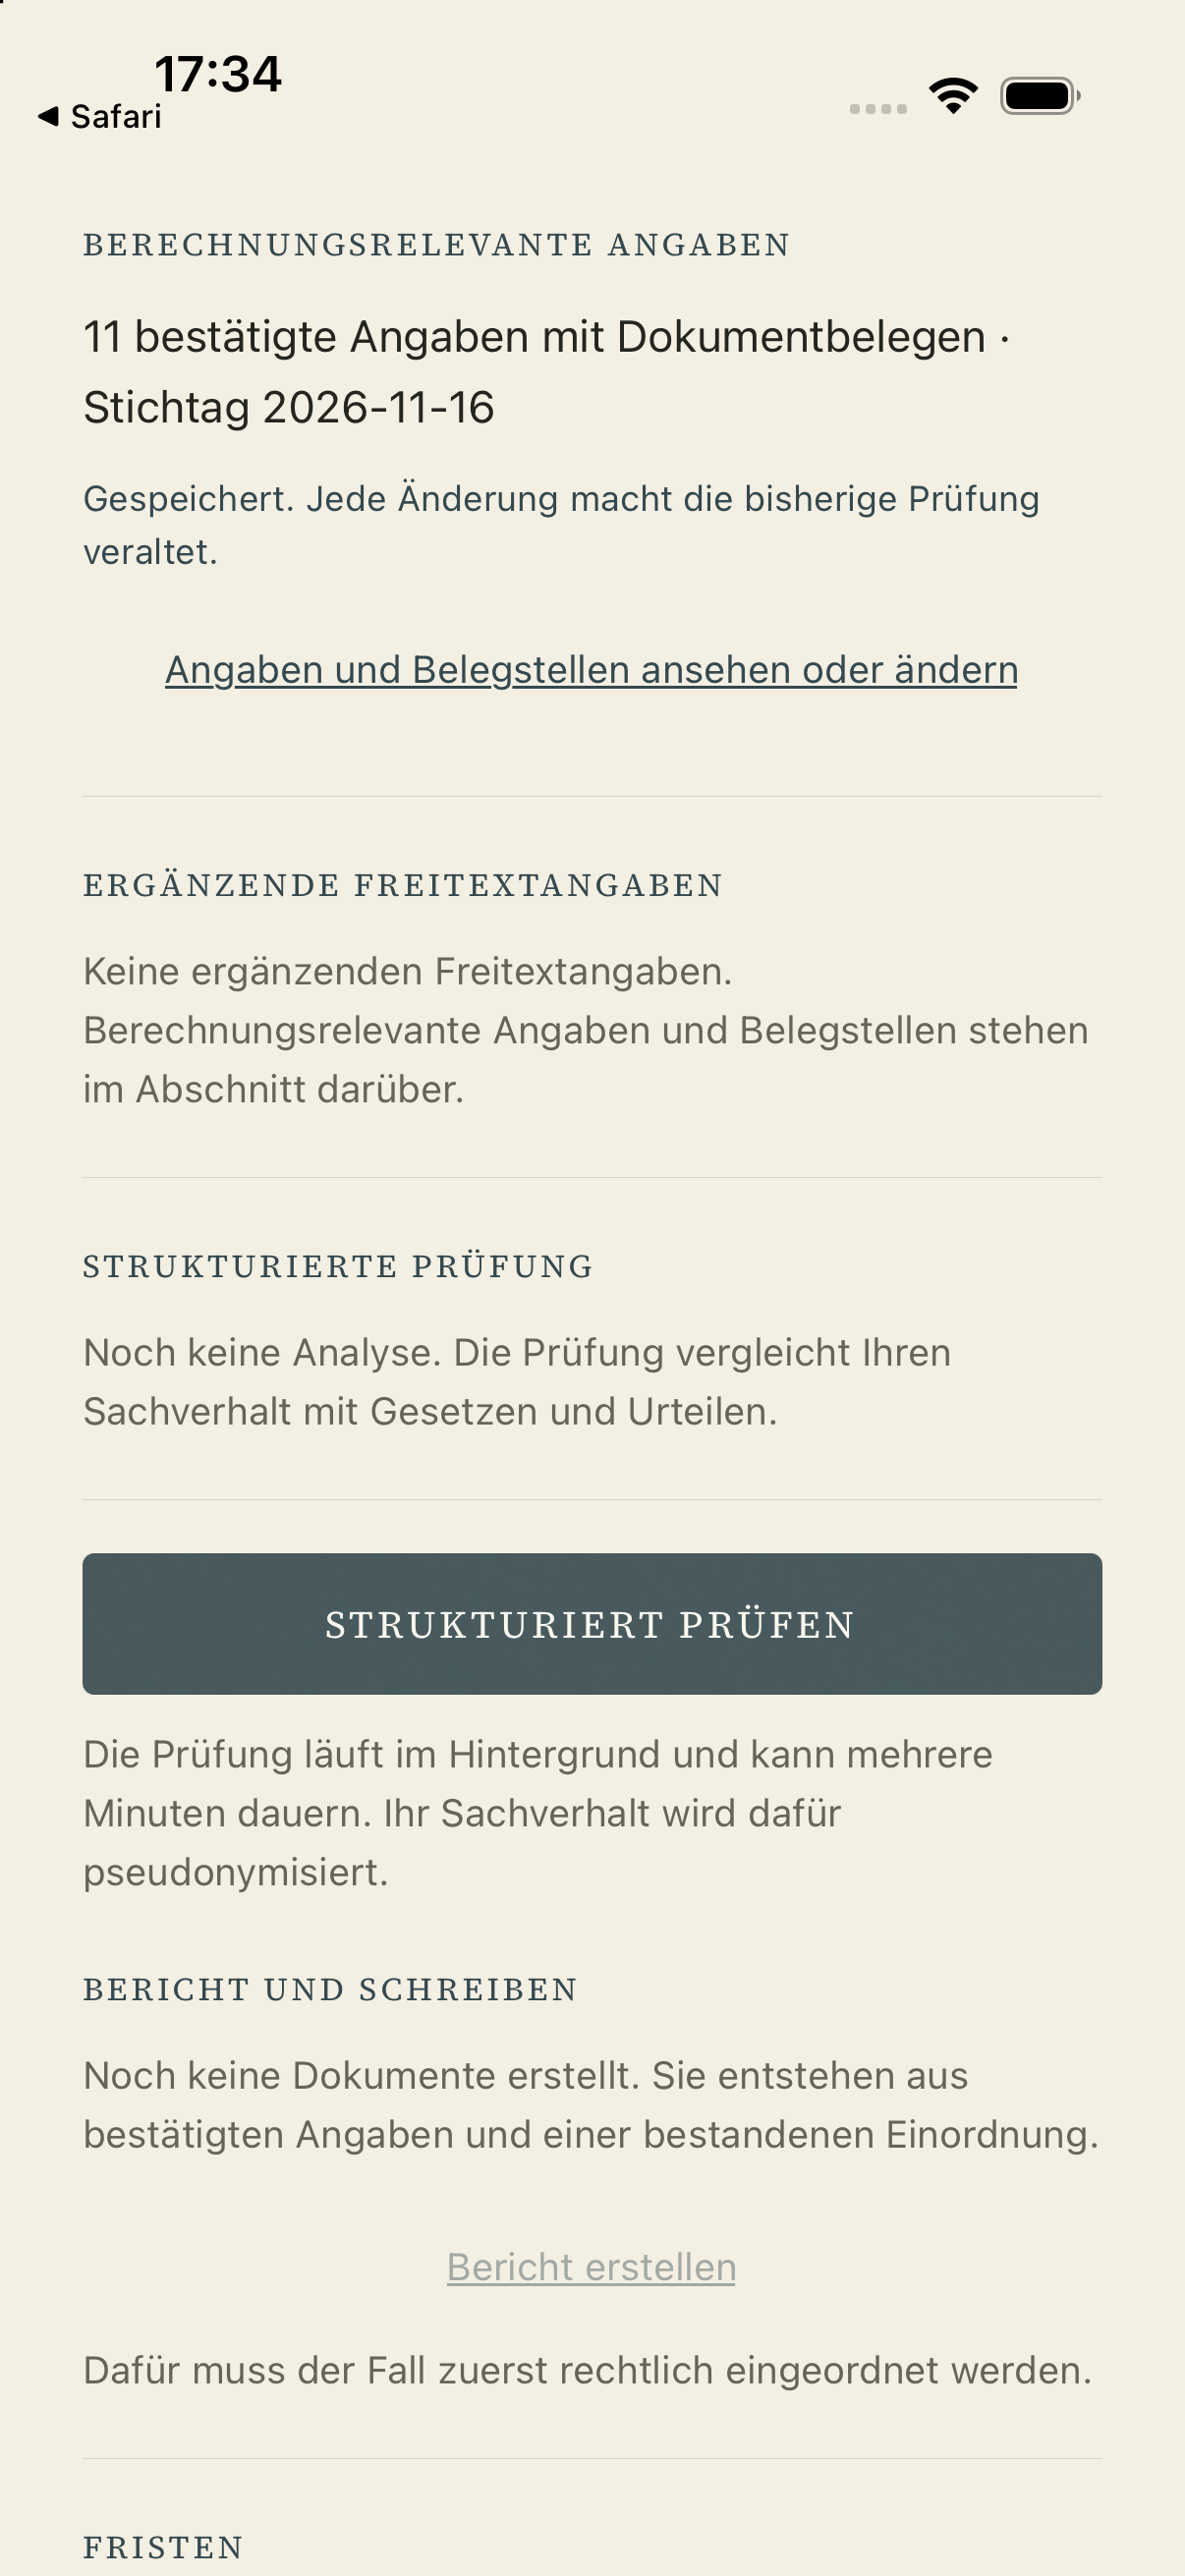 17:34
◀ Safari
BERECHNUNGSRELEVANTE ANGABEN
11 bestätigte Angaben mit Dokumentbelegen ·
Stichtag 2026-11-16
Gespeichert. Jede Änderung macht die bisherige Prüfung
veraltet.
Angaben und Belegstellen ansehen oder ändern
ERGÄNZENDE FREITEXTANGABEN
Keine ergänzenden Freitextangaben.
Berechnungsrelevante Angaben und Belegstellen stehen
im Abschnitt darüber.
STRUKTURIERTE PRÜFUNG
Noch keine Analyse. Die Prüfung vergleicht Ihren
Sachverhalt mit Gesetzen und Urteilen.
STRUKTURIERT PRÜFEN
Die Prüfung läuft im Hintergrund und kann mehrere
Minuten dauern. Ihr Sachverhalt wird dafür
pseudonymisiert.
BERICHT UND SCHREIBEN
Noch keine Dokumente erstellt. Sie entstehen aus
bestätigten Angaben und einer bestandenen Einordnung.
Bericht erstellen
Dafür muss der Fall zuerst rechtlich eingeordnet werden.
FRISTEN